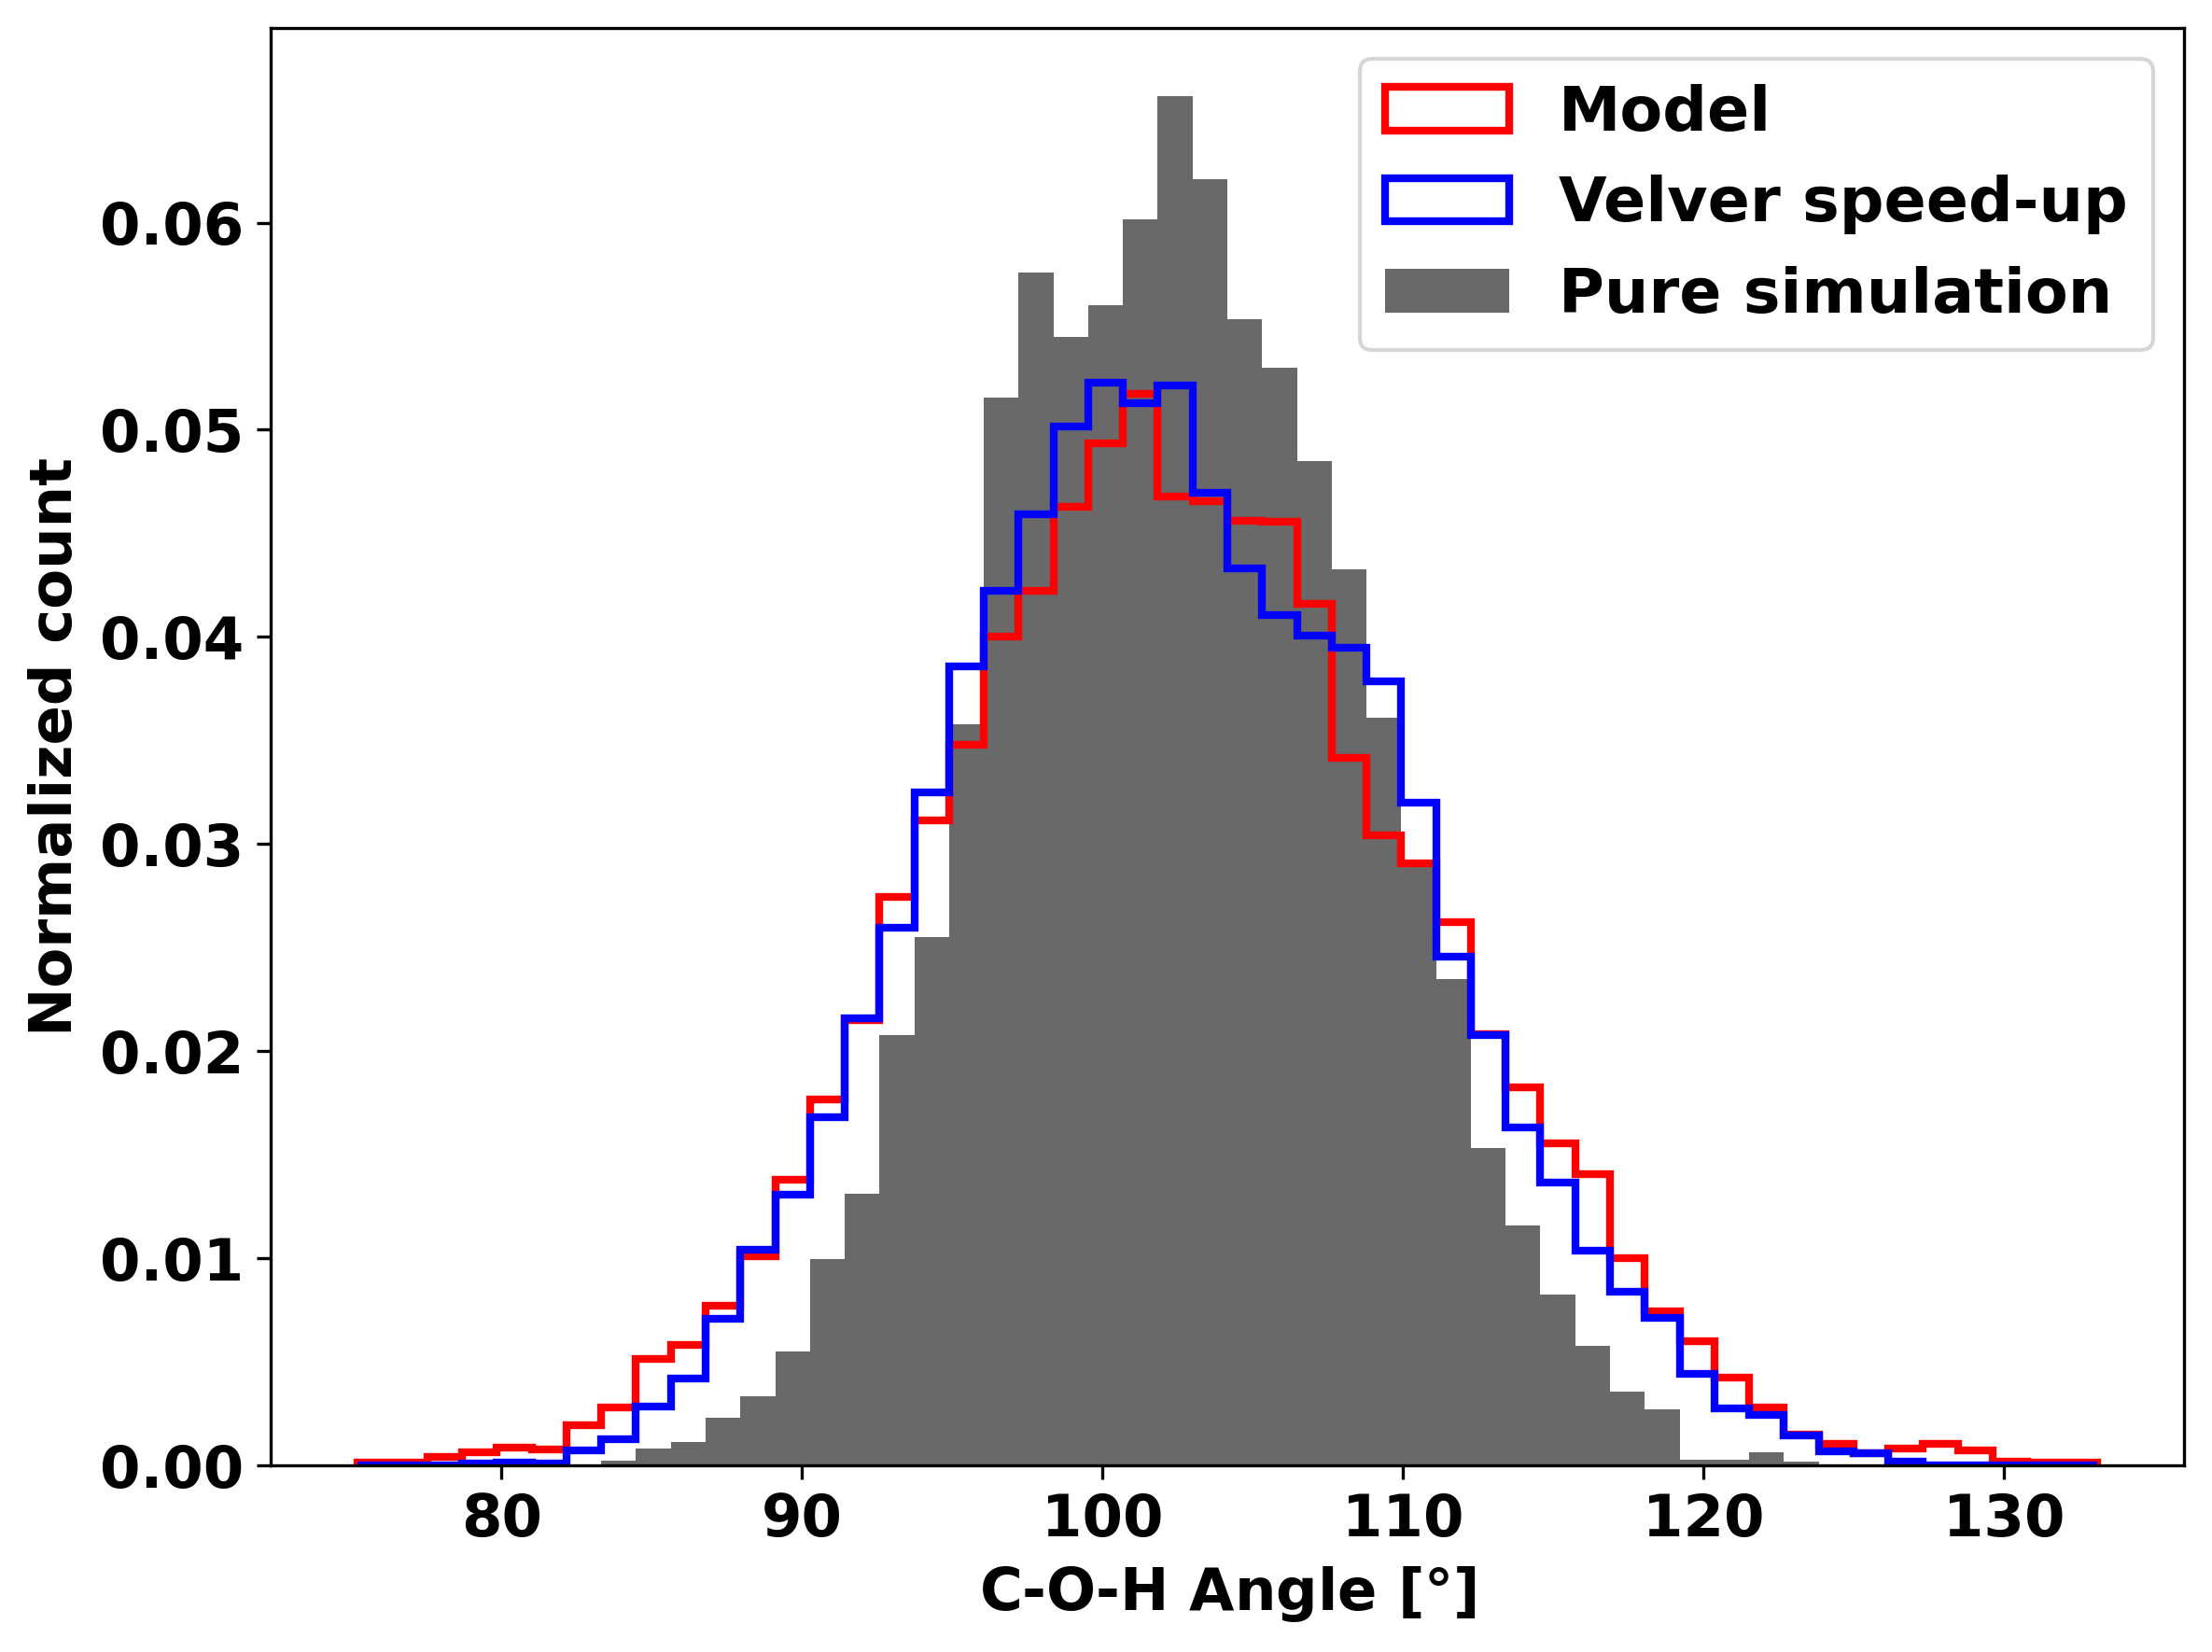 Model
Velver speed-up
Pure simulation
0.06
0.05
0.04
0.03
0.02
0.01
0.00
Normalized count
80 90 100 110 120 130
C-O-H Angle [°]